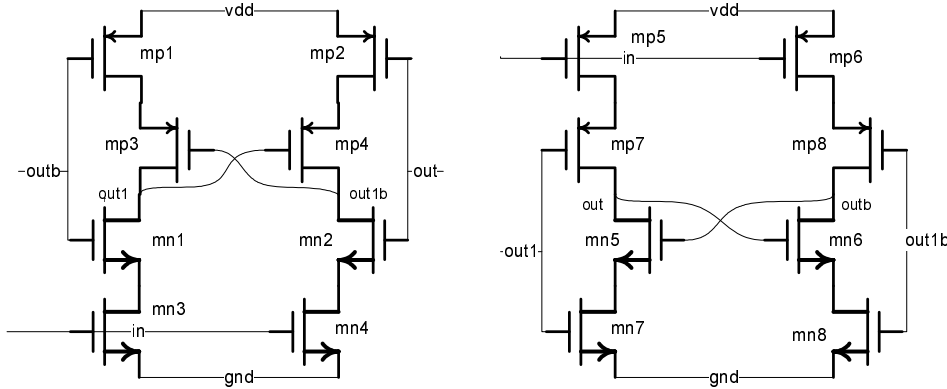 vdd
vdd
mp1
mp2
mp5
in
mp6
mp3
mp4
mp7
mp8
outb
out
out1
out1b
out
outb
mn1
mn2
mn5
mn6
out1
out1b
mn3
in
mn4
mn7
mn8
gnd
gnd